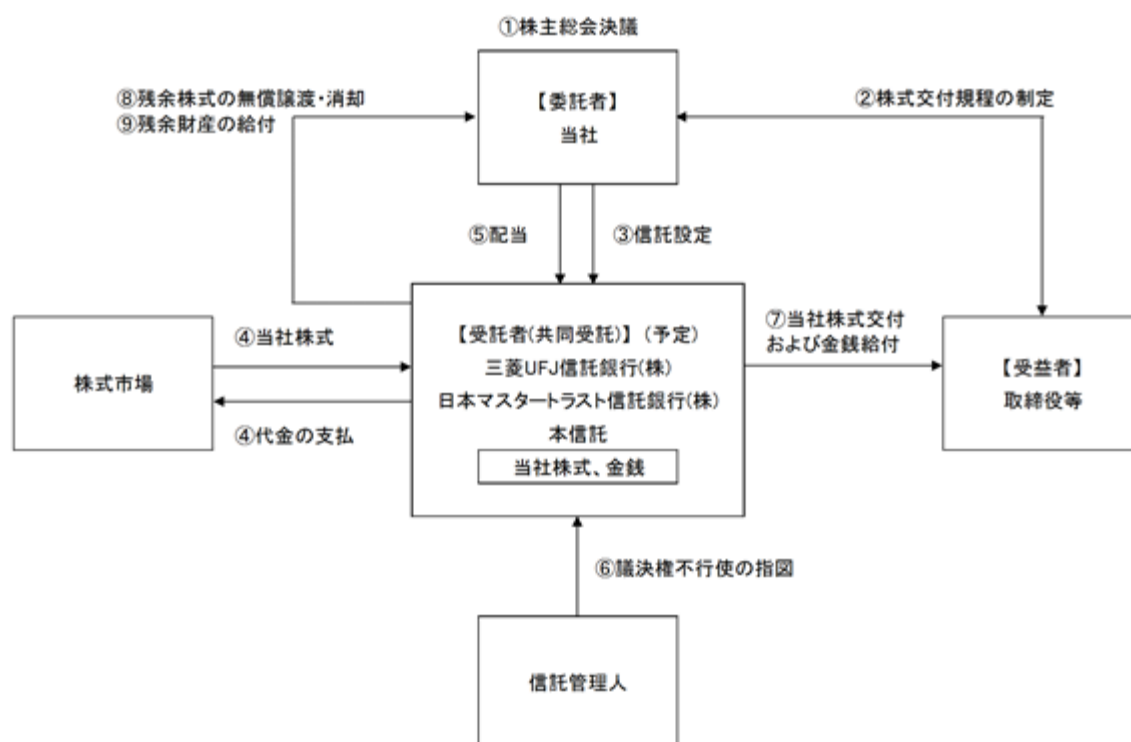 ①株主総会決議
⑧残余株式の無償譲渡・消却
⑨残余財産の給付
【委託者】
当社
②株式交付規程の制定
⑤配当
③信託設定
株式市場
④当社株式
④代金の支払
【受託者(共同受託)】(予定)
三菱UFJ信託銀行(株)
日本マスタートラスト信託銀行(株)
本信託
当社株式、金銭
⑦当社株式交付
および金銭給付
【受益者】
取締役等
⑥議決権不行使の指図
信託管理人